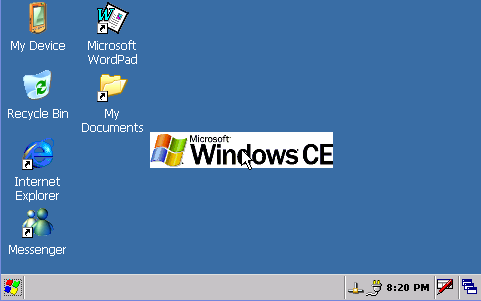 My Device
Microsoft
WordPad
Recycle Bin
My
Documents
Microsoft
Windows CE
Internet
Explorer
Messenger
8:20 PM